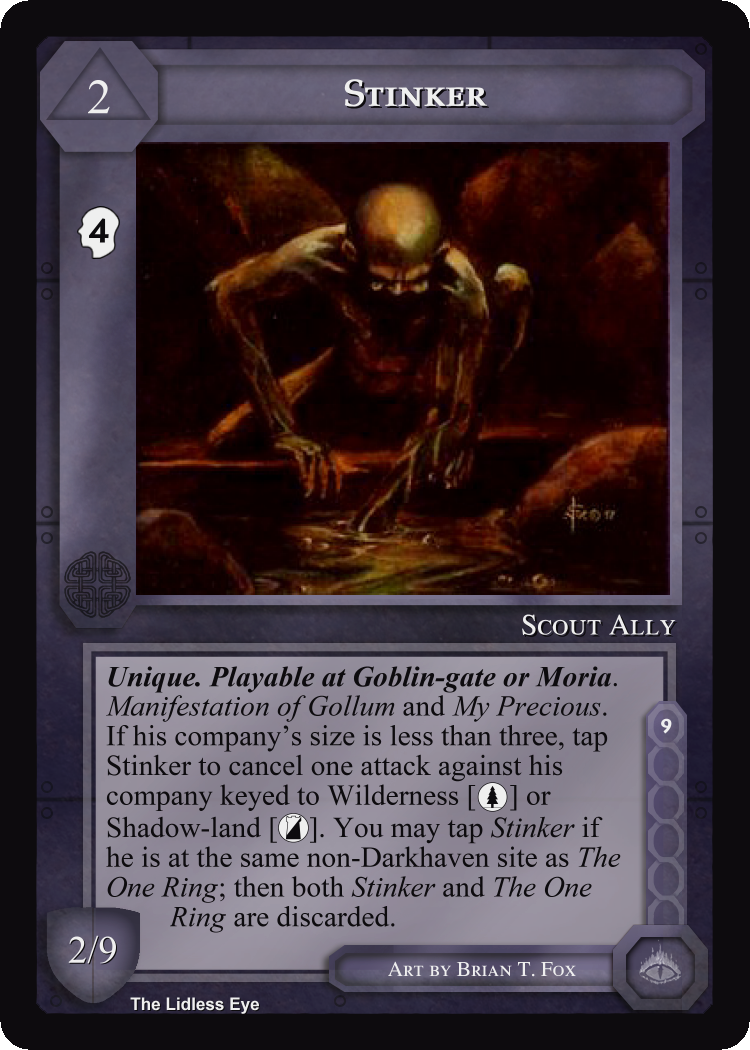 2
STINKER
4
SCOUT ALLY
Unique. Playable at Goblin-gate or Moria.
Manifestation of Gollum and My Precious.
If his company's size is less than three, tap
Stinker to cancel one attack against his
company keyed to Wilderness [ ] or
Shadow-land [ ]. You may tap Stinker if
he is at the same non-Darkhaven site as The
One Ring; then both Stinker and The One
Ring are discarded.
9
2/9
ART BY BRIAN T. FOX
The Lidless Eye